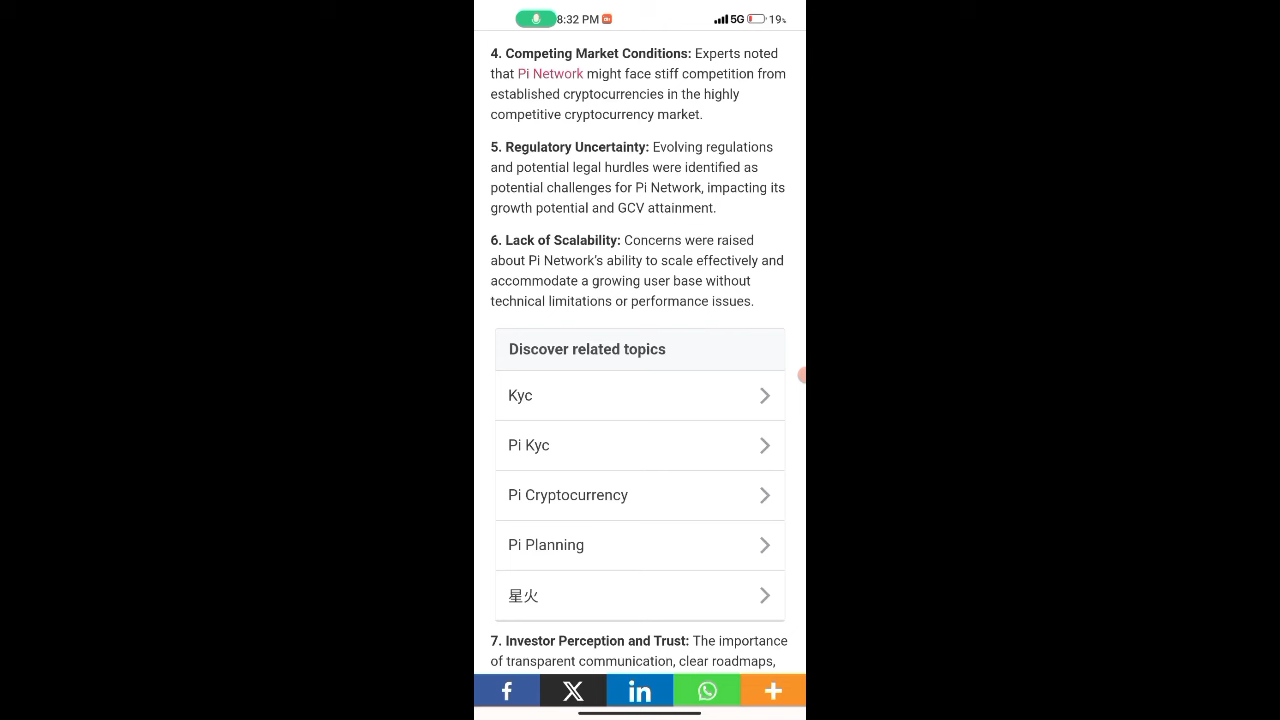 8:32 PM 5G 19%
4. Competing Market Conditions: Experts noted
that Pi Network might face stiff competition from
established cryptocurrencies in the highly
competitive cryptocurrency market.
5. Regulatory Uncertainty: Evolving regulations
and potential legal hurdles were identified as
potential challenges for Pi Network, impacting its
growth potential and GCV attainment.
6. Lack of Scalability: Concerns were raised
about Pi Network’s ability to scale effectively and
accommodate a growing user base without
technical limitations or performance issues.
Discover related topics
Kyc
Pi Kyc
Pi Cryptocurrency
Pi Planning
星火
7. Investor Perception and Trust: The importance
of transparent communication, clear roadmaps,